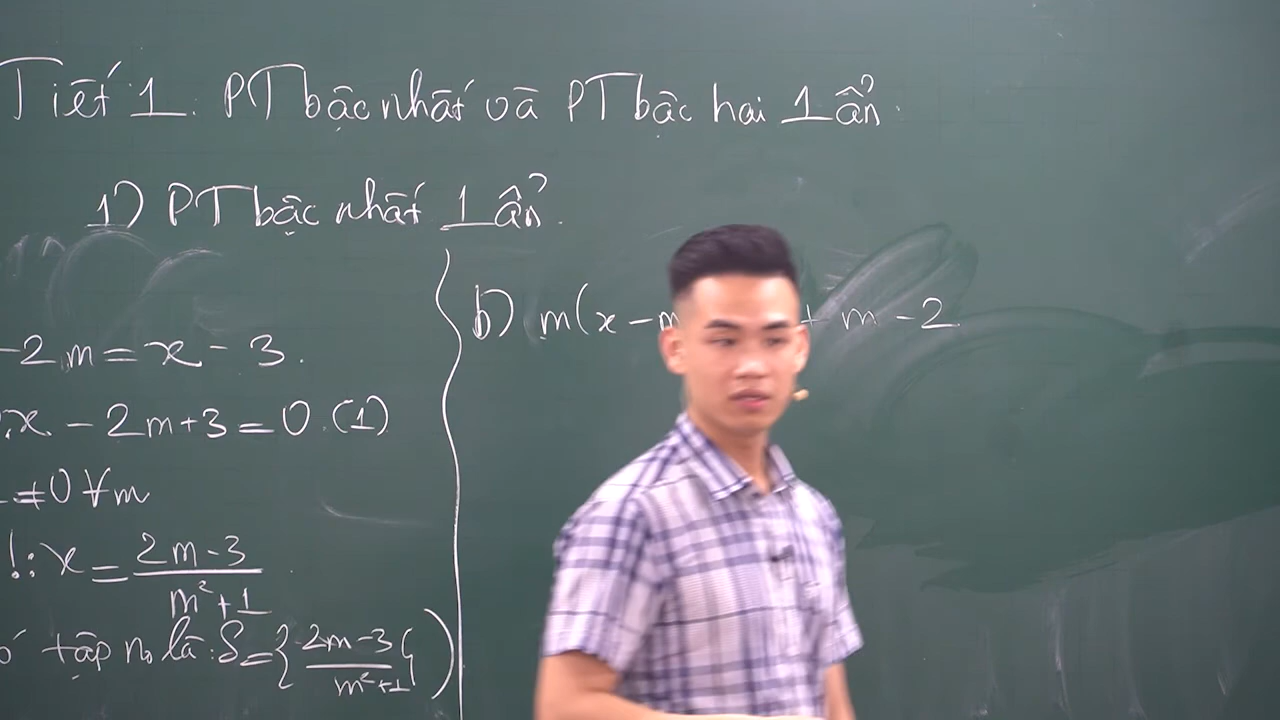 Tiết 1. PT bậc nhất và PT bậc hai 1 ẩn.
1) PT bậc nhất 1 ẩn.
-2m = x - 3.
x - 2m + 3 = 0. (1)
≠ 0 ∀m
!: x = (2m - 3)/(m² + 1)
tập no là: S = {(2m - 3)/(m² + 1)}
b) m(x - m + m - 2.